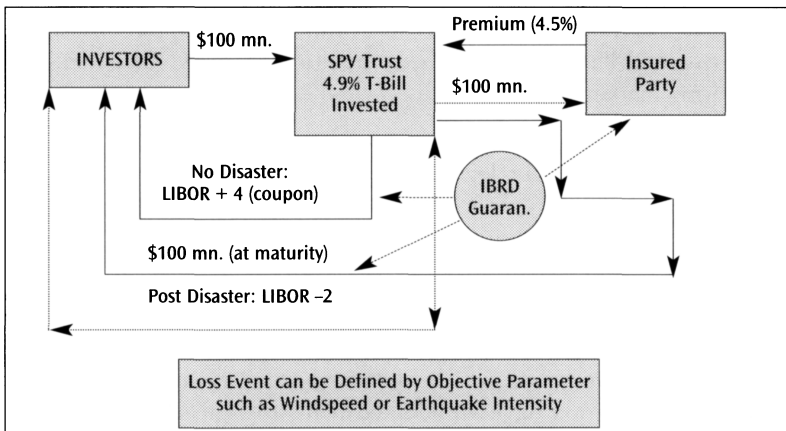 INVESTORS
$100 mn.
SPV Trust
4.9% T-Bill
Invested
Premium (4.5%)
$100 mn.
Insured
Party
No Disaster:
LIBOR + 4 (coupon)
IBRD
Guaran.
$100 mn. (at maturity)
Post Disaster: LIBOR –2
Loss Event can be Defined by Objective Parameter
such as Windspeed or Earthquake Intensity